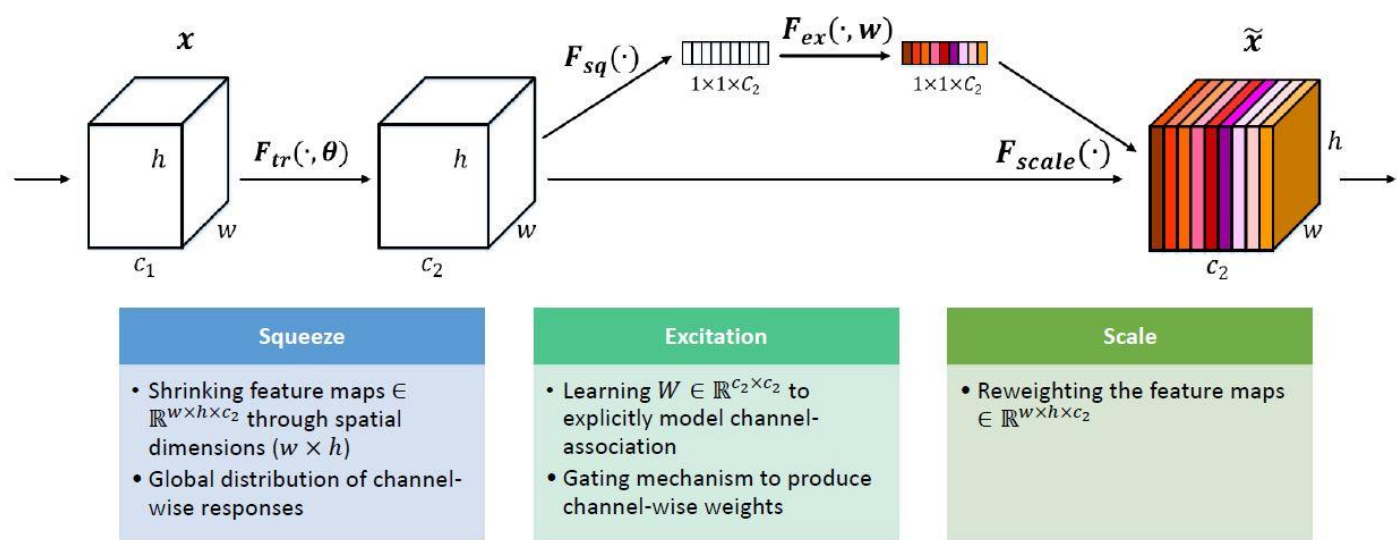 x
F_tr(·, θ)
h
w
c_1
h
w
c_2
F_sq(·)
1×1×C_2
F_ex(·, w)
1×1×C_2
F_scale(·)
x̃
h
w
c_2
Squeeze
• Shrinking feature maps ∈
ℝ^{w×h×c_2} through spatial
dimensions (w × h)
• Global distribution of channel-
wise responses
Excitation
• Learning W ∈ ℝ^{c_2×c_2} to
explicitly model channel-
association
• Gating mechanism to produce
channel-wise weights
Scale
• Reweighting the feature maps
∈ ℝ^{w×h×c_2}